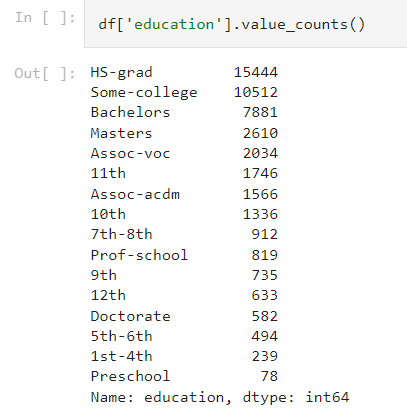 In [ ]: df['education'].value_counts()
Out[ ]: HS-grad 15444
Some-college 10512
Bachelors 7881
Masters 2610
Assoc-voc 2034
11th 1746
Assoc-acdm 1566
10th 1336
7th-8th 912
Prof-school 819
9th 735
12th 633
Doctorate 582
5th-6th 494
1st-4th 239
Preschool 78
Name: education, dtype: int64